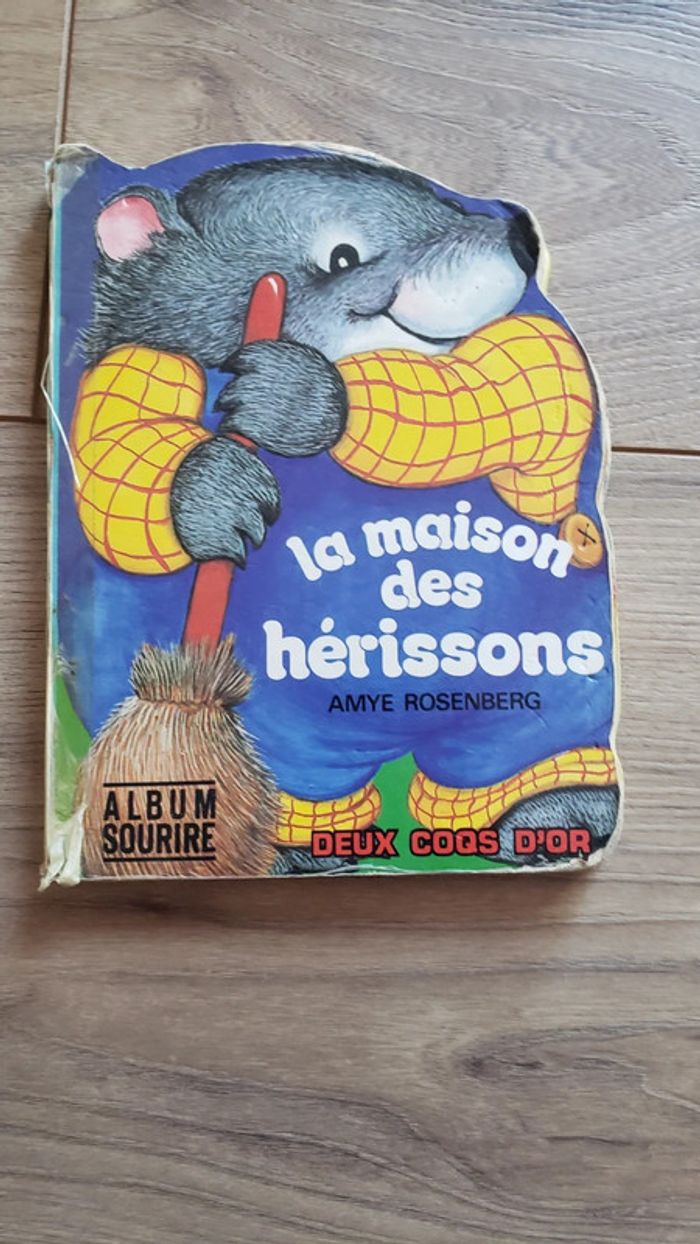 la maison
des
hérissons
AMYE ROSENBERG
ALBUM
SOURIRE
DEUX COQS D'OR